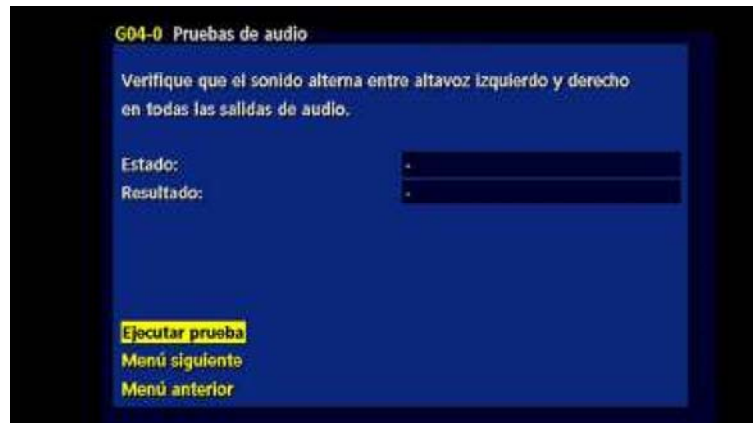 G04-0 Pruebas de audio
Verifique que el sonido alterna entre altavoz izquierdo y derecho
en todas las salidas de audio.
Estado: -
Resultado: -
Ejecutar prueba
Menú siguiente
Menú anterior